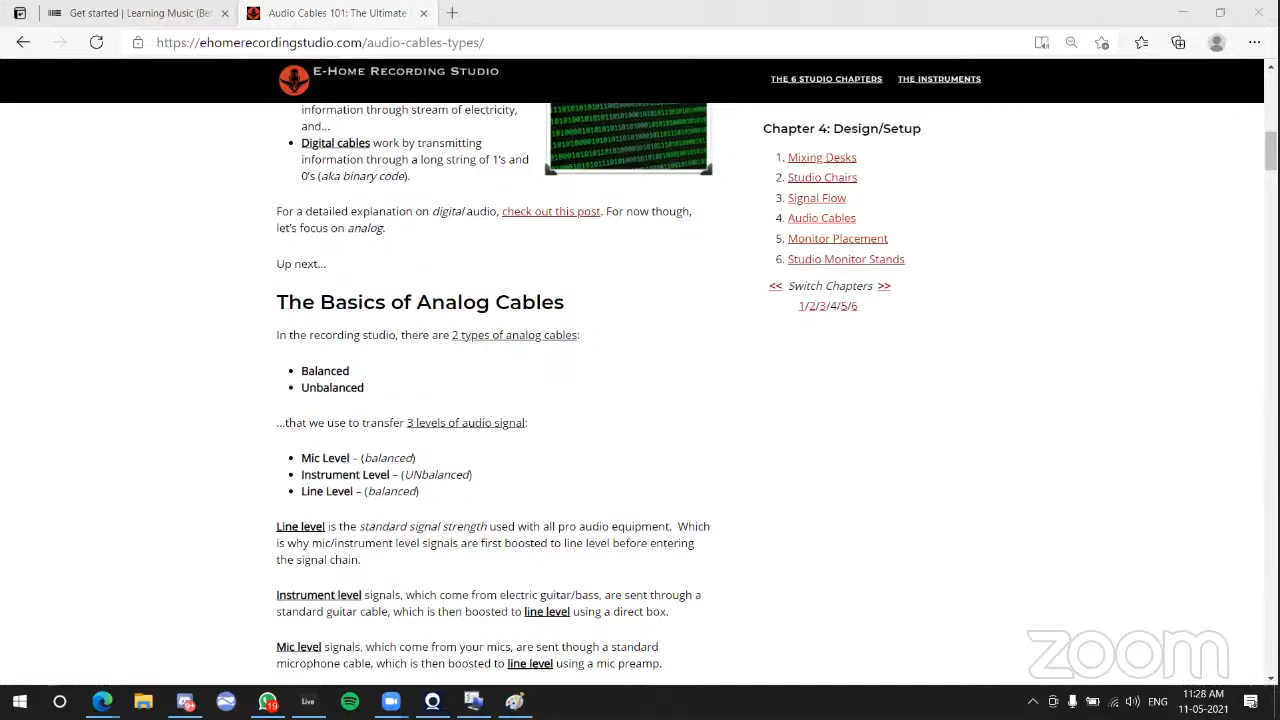 Get started | Learning Music (Be
Audio Cables 101: The Ultimate
https://ehomerecordingstudio.com/audio-cables-types/
E-Home Recording Studio
THE 6 STUDIO CHAPTERS
THE INSTRUMENTS
information through stream of electricity,
and...
Digital cables work by transmitting
information through a long string of 1's and
0's (aka binary code).
For a detailed explanation on digital audio, check out this post. For now though,
let's focus on analog.
Up next...
The Basics of Analog Cables
In the recording studio, there are 2 types of analog cables:
Balanced
Unbalanced
...that we use to transfer 3 levels of audio signal:
Mic Level – (balanced)
Instrument Level – (UNbalanced)
Line Level – (balanced)
Line level is the standard signal strength used with all pro audio equipment. Which
is why mic/instrument level signals are first boosted to line level before entering
the signal chain.
Instrument level signals, which come from electric guitar/bass, are sent through a
standard guitar cable, which is then boosted to line level using a direct box.
Mic level signals, which come from your mics, are sent though a standard
microphone cable, which is then boosted to line level using a mic preamp.
Chapter 4: Design/Setup
1. Mixing Desks
2. Studio Chairs
3. Signal Flow
4. Audio Cables
5. Monitor Placement
6. Studio Monitor Stands
<< Switch Chapters >>
1/2/3/4/5/6
zoom
9+
19
Live
ENG
11:28 AM
11-05-2021